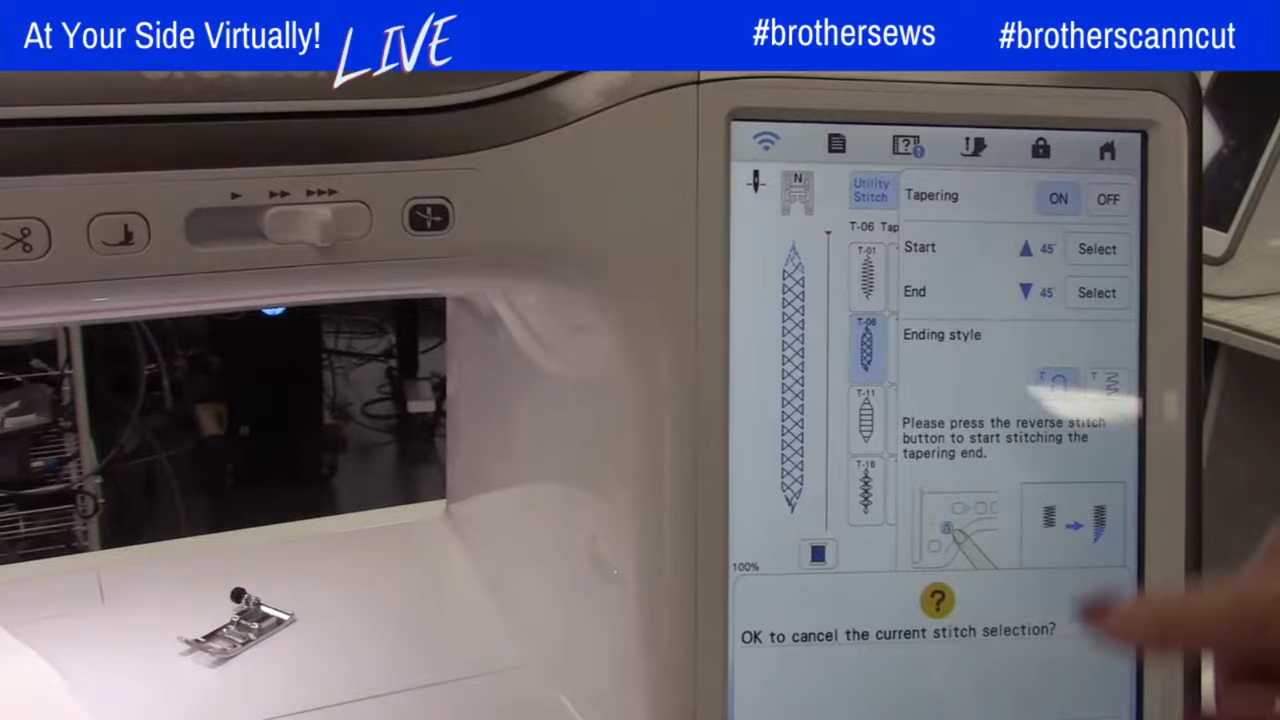 At Your Side Virtually! LIVE
#brothersews
#brotherscanncut
N
Utility
Stitch
Tapering
ON
OFF
T-06 Tap
T-01
Start
45°
Select
End
45°
Select
T-06
Ending style
T-11
Please press the reverse stitch
button to start stitching the
tapering end.
T-16
100%
?
OK to cancel the current stitch selection?